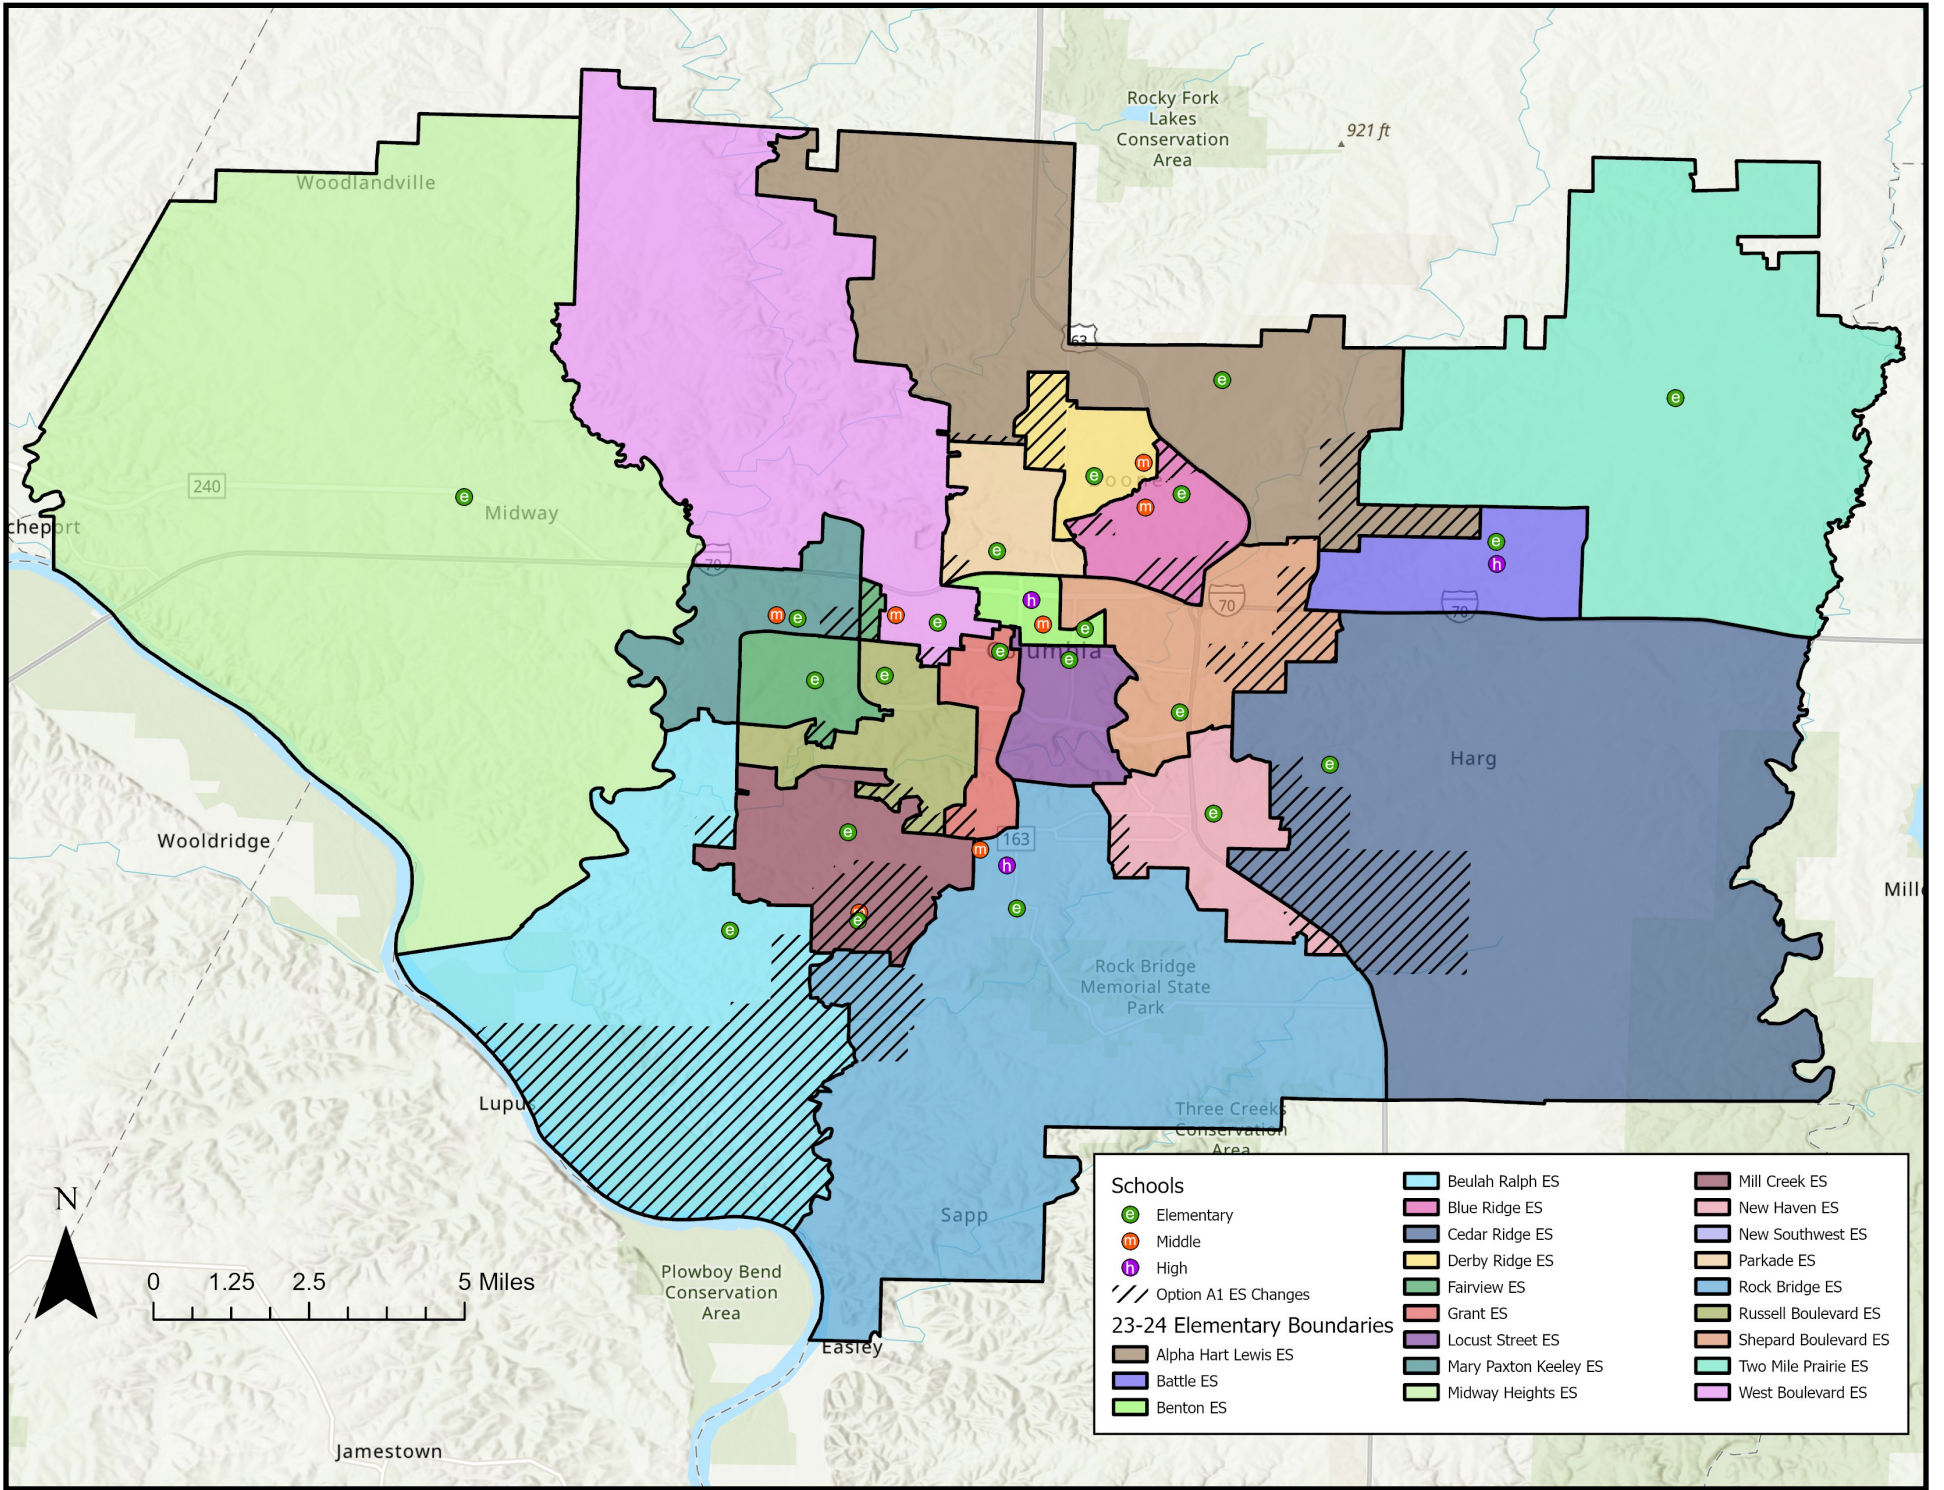 Rocky Fork
Lakes
Conservation
Area
921 ft
Woodlandville
63
240
Midway
cheport
70
70
70
Harg
Wooldridge
163
Mille
Rock Bridge
Memorial State
Park
Lupus
Three Creeks
Conservation
Area
Sapp
N
0 1.25 2.5 5 Miles
Plowboy Bend
Conservation
Area
Easley
Jamestown
e
e
e
m
e
e
m
e
e
h
e
h
m
e
m
e
m
e
e
e
e
e
e
e
e
e
e
m
h
e
e
e
Schools
e Elementary
m Middle
h High
Option A1 ES Changes
23-24 Elementary Boundaries
Alpha Hart Lewis ES
Battle ES
Benton ES
Beulah Ralph ES
Blue Ridge ES
Cedar Ridge ES
Derby Ridge ES
Fairview ES
Grant ES
Locust Street ES
Mary Paxton Keeley ES
Midway Heights ES
Mill Creek ES
New Haven ES
New Southwest ES
Parkade ES
Rock Bridge ES
Russell Boulevard ES
Shepard Boulevard ES
Two Mile Prairie ES
West Boulevard ES